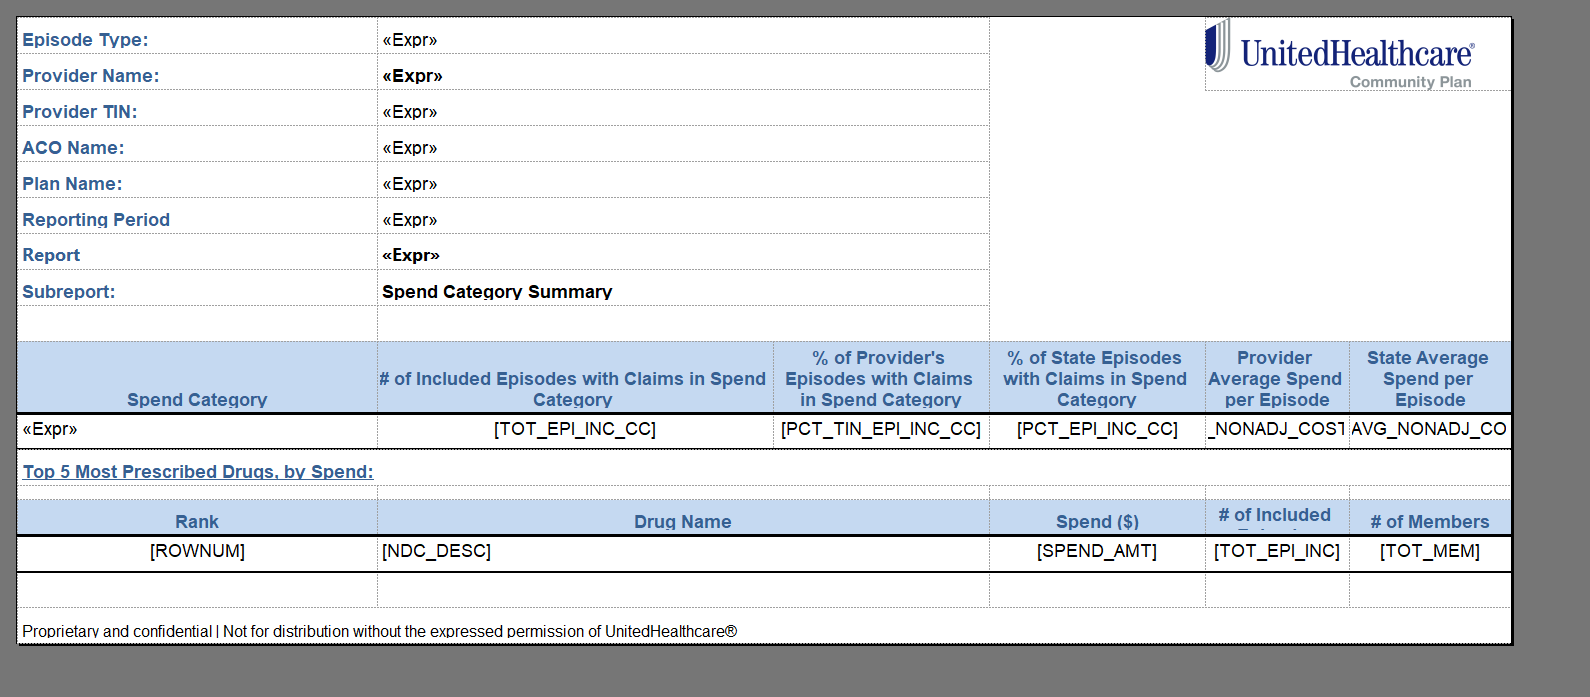 Episode Type: «Expr»
UnitedHealthcare®
Community Plan
Provider Name: «Expr»
Provider TIN: «Expr»
ACO Name: «Expr»
Plan Name: «Expr»
Reporting Period «Expr»
Report «Expr»
Subreport: Spend Category Summary
Spend Category
# of Included Episodes with Claims in Spend
Category
% of Provider's
Episodes with Claims
in Spend Category
% of State Episodes
with Claims in Spend
Category
Provider
Average Spend
per Episode
State Average
Spend per
Episode
«Expr» [TOT_EPI_INC_CC] [PCT_TIN_EPI_INC_CC] [PCT_EPI_INC_CC] _NONADJ_COST AVG_NONADJ_CO
Top 5 Most Prescribed Drugs, by Spend:
Rank Drug Name Spend ($)
# of Included
# of Members
[ROWNUM] [NDC_DESC] [SPEND_AMT] [TOT_EPI_INC] [TOT_MEM]
Proprietary and confidential | Not for distribution without the expressed permission of UnitedHealthcare®